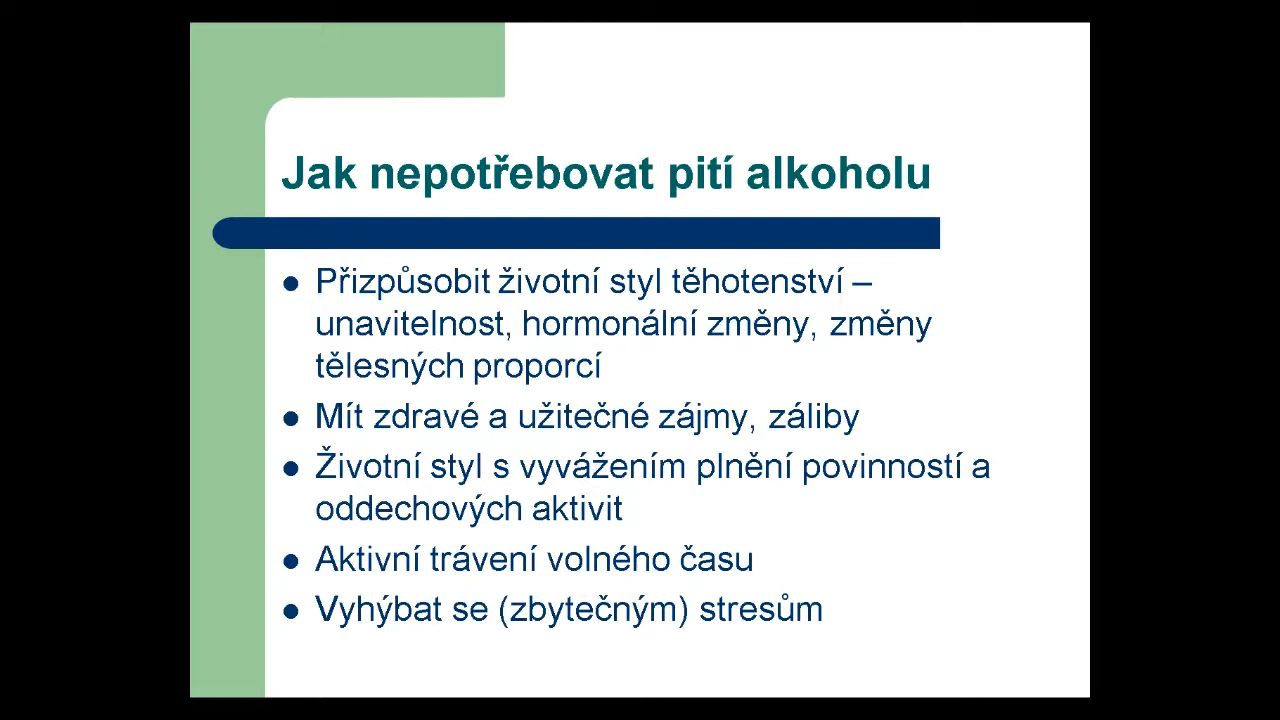 Jak nepotřebovat pití alkoholu
● Přizpůsobit životní styl těhotenství –
unavitelnost, hormonální změny, změny
tělesných proporcí
● Mít zdravé a užitečné zájmy, záliby
● Životní styl s vyvážením plnění povinností a
oddechových aktivit
● Aktivní trávení volného času
● Vyhýbat se (zbytečným) stresům